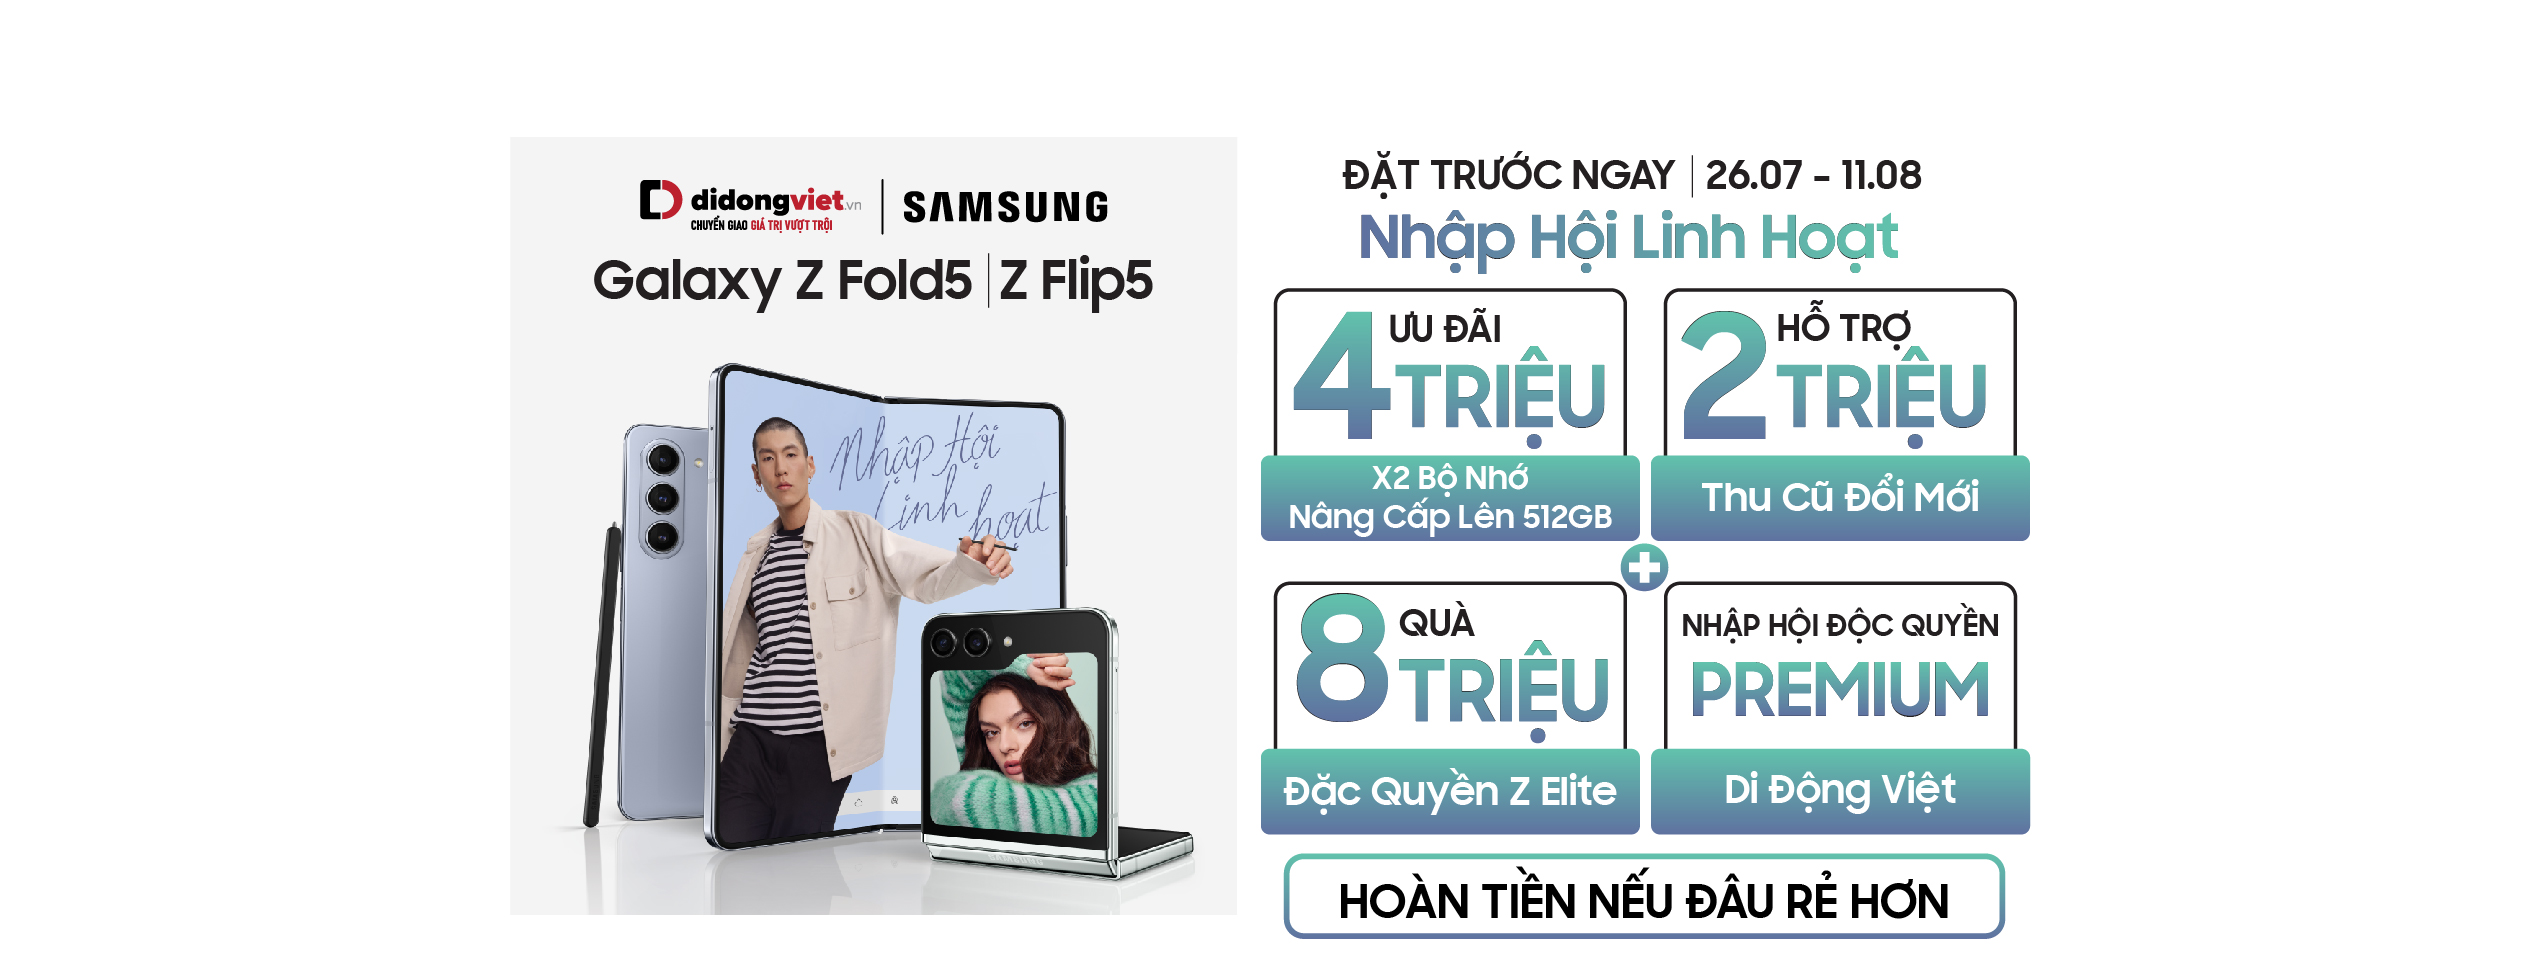 didongviet.vn
CHUYỂN GIAO GIÁ TRỊ VƯỢT TRỘI
SAMSUNG
Galaxy Z Fold5 | Z Flip5
Nhập Hội
Linh
hoạt
SAMSUNG
ĐẶT TRƯỚC NGAY | 26.07 - 11.08
Nhập Hội Linh Hoạt
4 ƯU ĐÃI
TRIỆU
X2 Bộ Nhớ
Nâng Cấp Lên 512GB
2 HỖ TRỢ
TRIỆU
Thu Cũ Đổi Mới
8 QUÀ
TRIỆU
Đặc Quyền Z Elite
NHẬP HỘI ĐỘC QUYỀN
PREMIUM
Di Động Việt
HOÀN TIỀN NẾU ĐÂU RẺ HƠN